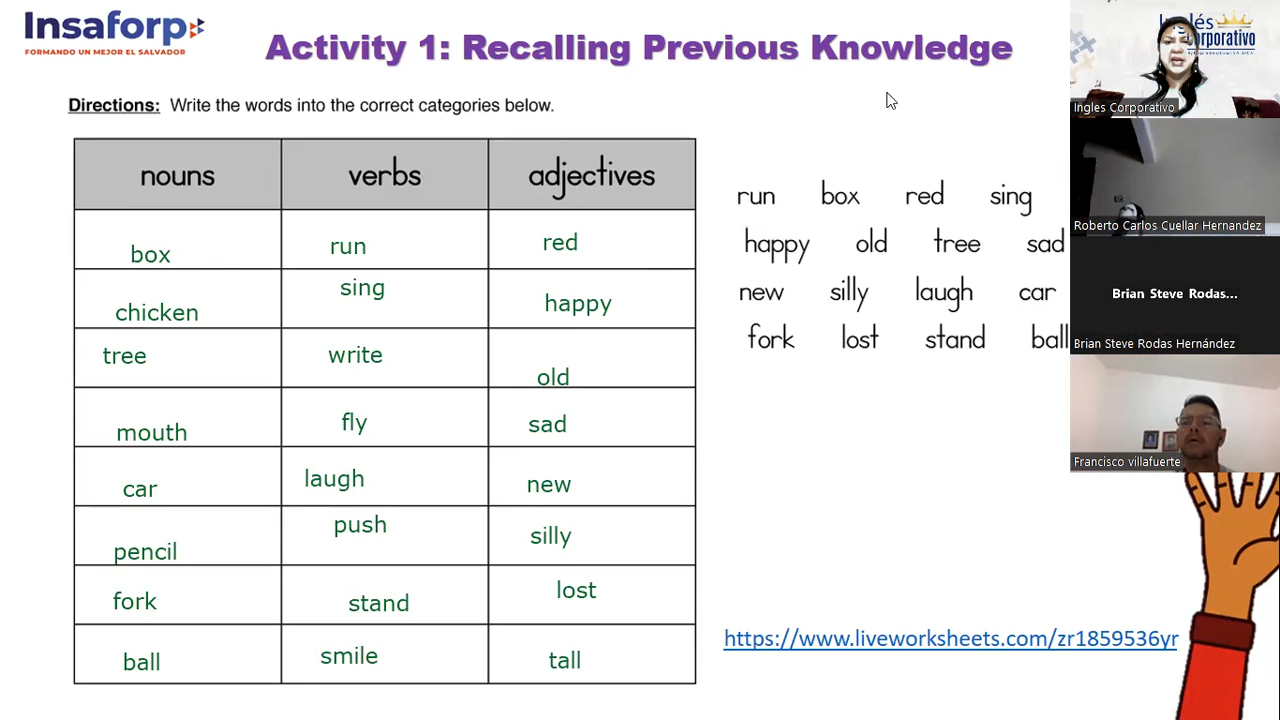 Insaforp
FORMANDO UN MEJOR EL SALVADOR
Activity 1: Recalling Previous Knowledge
Directions: Write the words into the correct categories below.
nouns verbs adjectives
box run red
chicken sing happy
tree write old
mouth fly sad
car laugh new
pencil push silly
fork stand lost
ball smile tall
run box red sing
happy old tree sad
new silly laugh car
fork lost stand ball
https://www.liveworksheets.com/zr1859536yr
Inglés
Corporativo
Ingles Corporativo
Roberto Carlos Cuellar Hernandez
Brian Steve Rodas...
Brian Steve Rodas Hernández
Francisco villafuerte